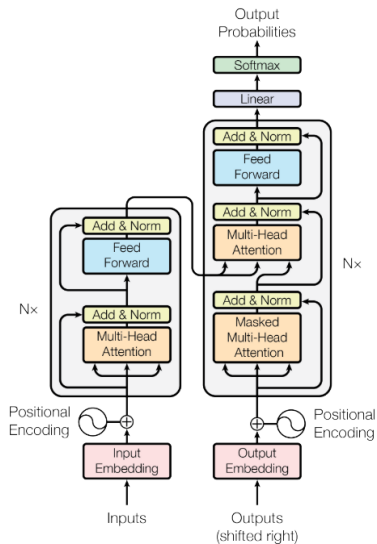 Output
Probabilities
Softmax
Linear
Add & Norm
Feed
Forward
Add & Norm
Multi-Head
Attention
Add & Norm
Masked
Multi-Head
Attention
Nx
Add & Norm
Feed
Forward
Add & Norm
Multi-Head
Attention
Nx
Positional
Encoding
Positional
Encoding
Input
Embedding
Output
Embedding
Inputs
Outputs
(shifted right)